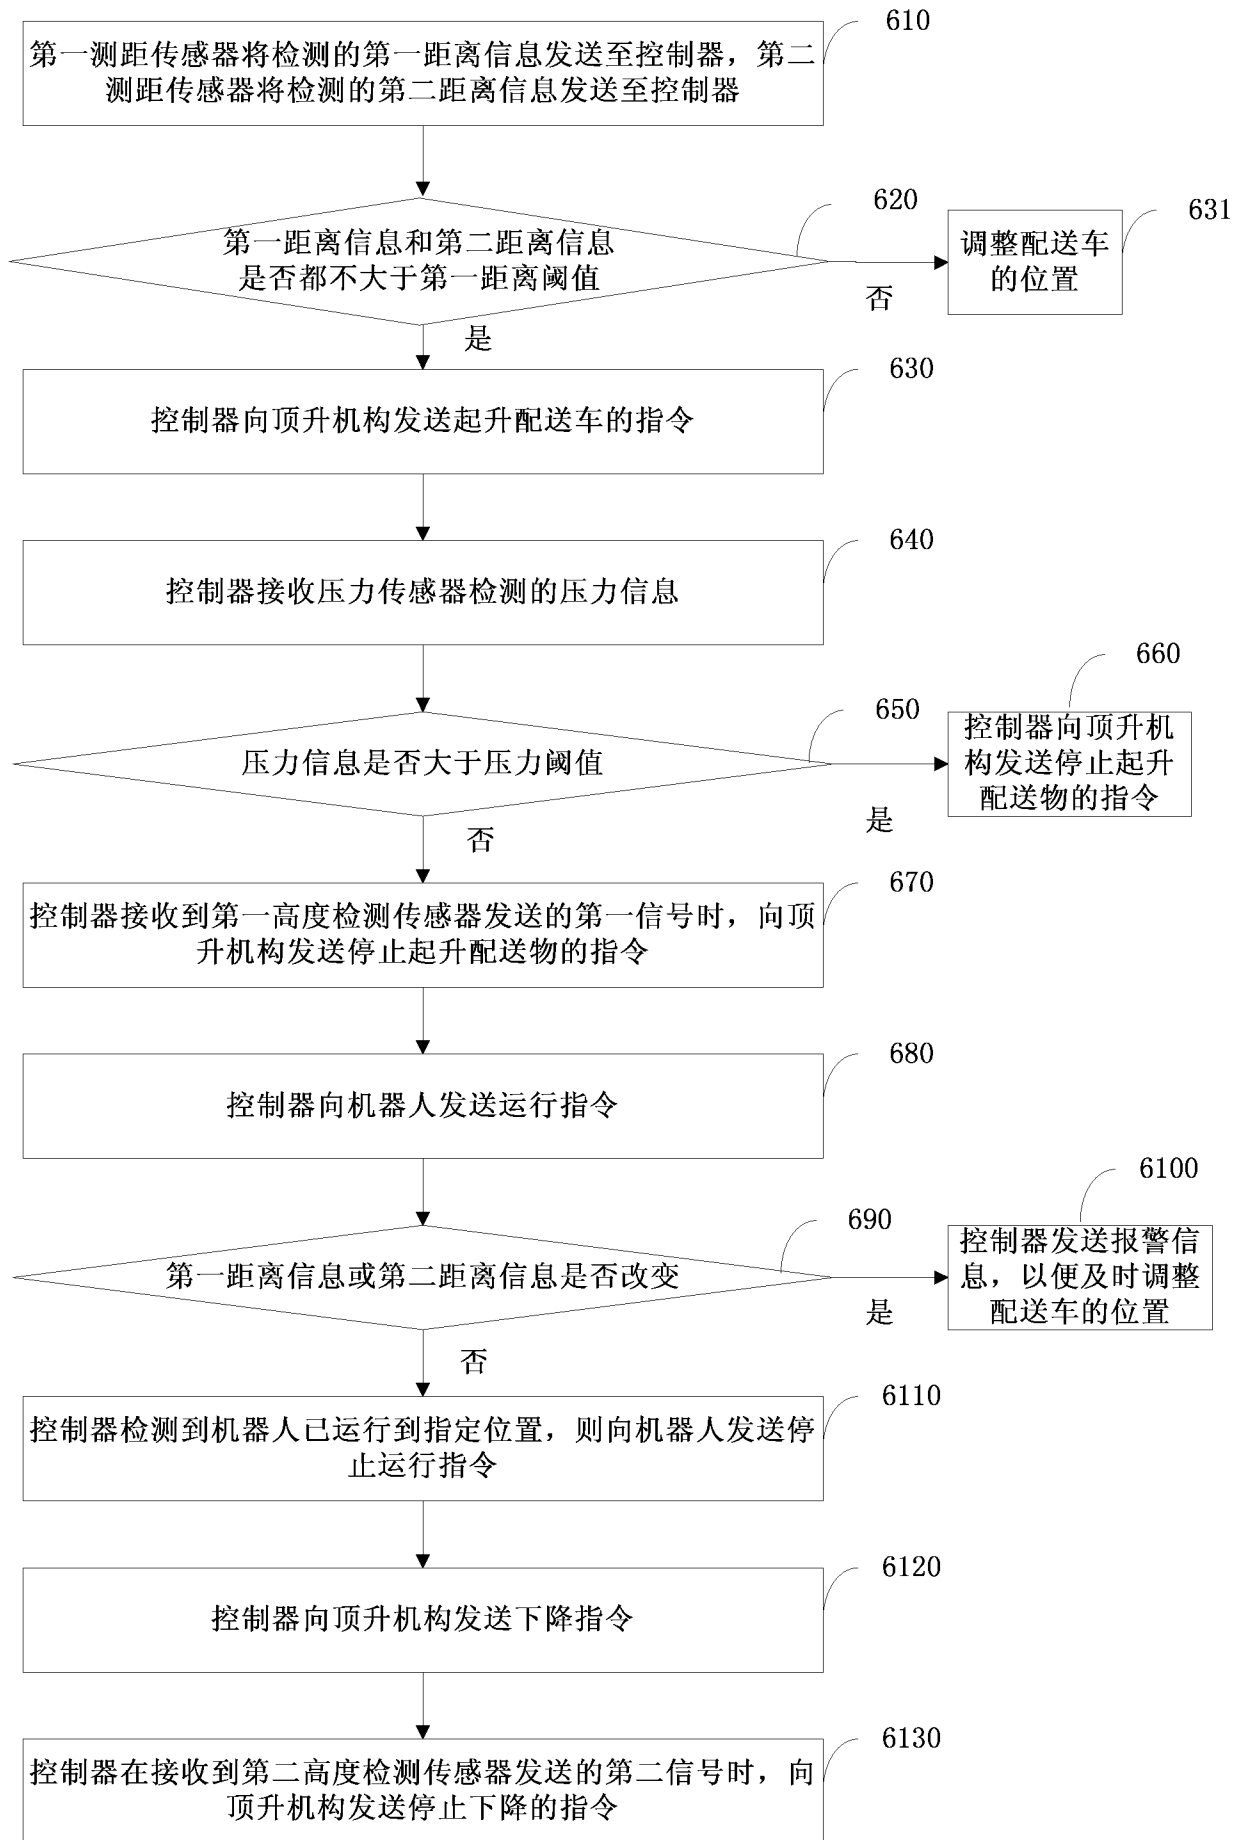 610
第一测距传感器将检测的第一距离信息发送至控制器，第二
测距传感器将检测的第二距离信息发送至控制器
620
631
第一距离信息和第二距离信息
是否都不大于第一距离阈值
调整配送车
的位置
否
是
630
控制器向顶升机构发送起升配送车的指令
640
控制器接收压力传感器检测的压力信息
660
650
压力信息是否大于压力阈值
控制器向顶升机
构发送停止起升
配送物的指令
是
否
670
控制器接收到第一高度检测传感器发送的第一信号时，向顶
升机构发送停止起升配送物的指令
680
控制器向机器人发送运行指令
6100
690
第一距离信息或第二距离信息是否改变
控制器发送报警信
息，以便及时调整
配送车的位置
是
否
6110
控制器检测到机器人已运行到指定位置，则向机器人发送停
止运行指令
6120
控制器向顶升机构发送下降指令
6130
控制器在接收到第二高度检测传感器发送的第二信号时，向
顶升机构发送停止下降的指令